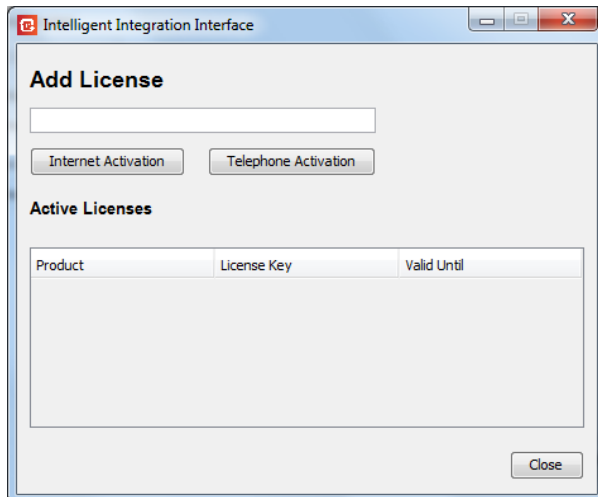 Intelligent Integration Interface
Add License
Internet Activation Telephone Activation
Active Licenses
Product License Key Valid Until
Close